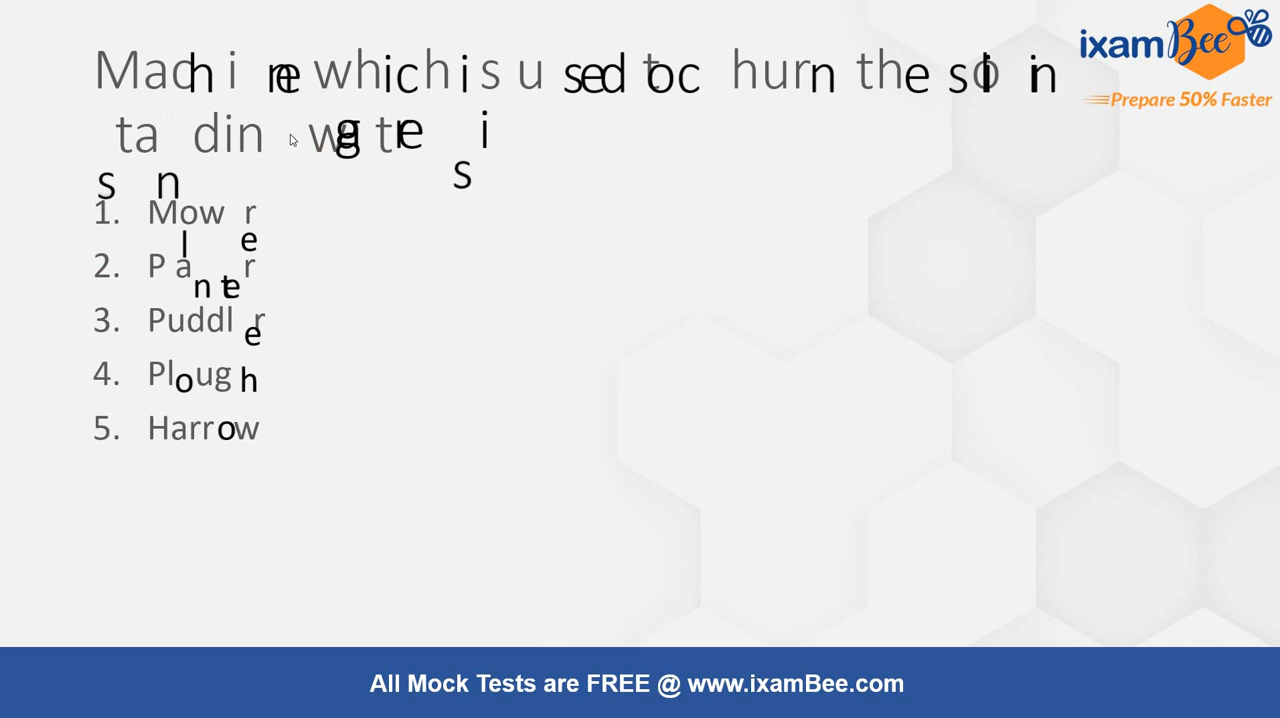 Machine which is used to churn the soil in
standing water is
1. Mower
2. Planter
3. Puddler
4. Plough
5. Harrow
ixamBee
Prepare 50% Faster
All Mock Tests are FREE @ www.ixamBee.com